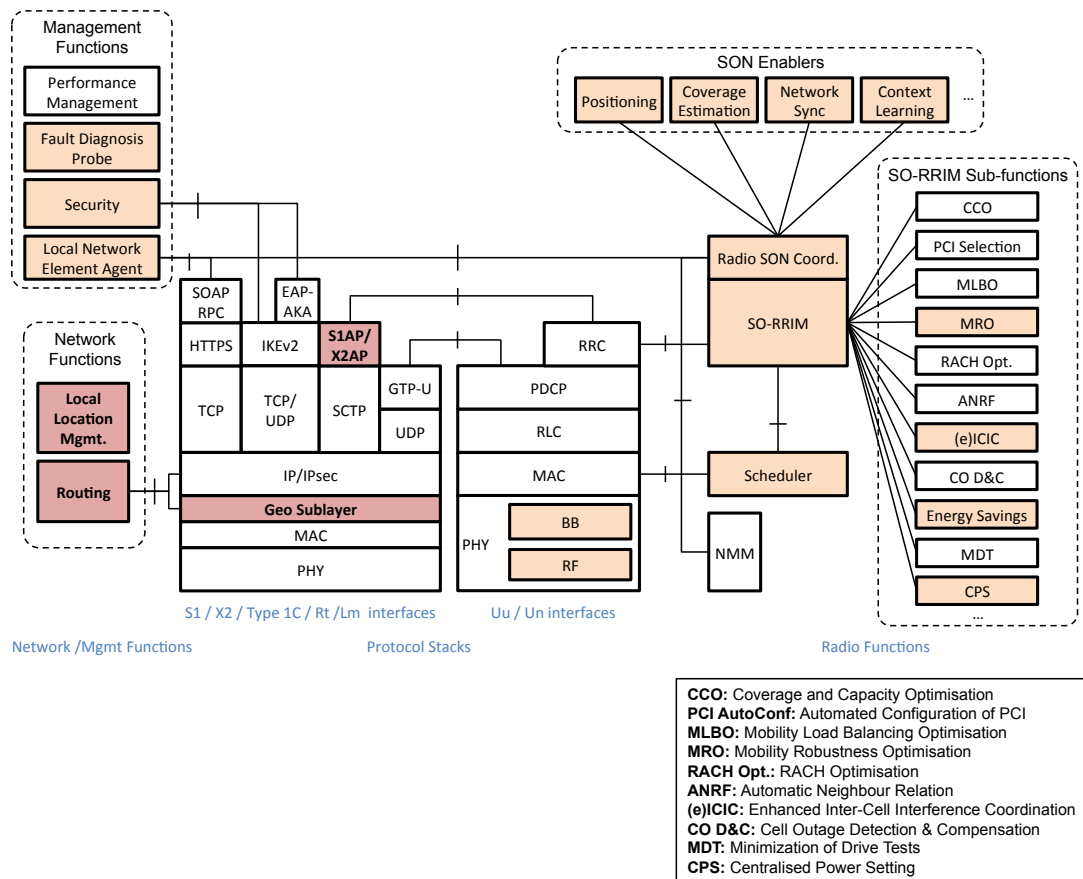 Management
Functions
Performance
Management
Fault Diagnosis
Probe
Security
Local Network
Element Agent
Network
Functions
Local
Location
Mgmt.
Routing
SOAP
RPC
EAP-
AKA
HTTPS
IKEv2
S1AP/
X2AP
TCP
TCP/
UDP
SCTP
GTP-U
UDP
IP/IPsec
Geo Sublayer
MAC
PHY
RRC
PDCP
RLC
MAC
PHY
BB
RF
SON Enablers
Positioning
Coverage
Estimation
Network
Sync
Context
Learning
...
Radio SON Coord.
SO-RRIM
Scheduler
NMM
SO-RRIM Sub-functions
CCO
PCI Selection
MLBO
MRO
RACH Opt.
ANRF
(e)ICIC
CO D&C
Energy Savings
MDT
CPS
...
S1 / X2 / Type 1C / Rt /Lm interfaces
Uu / Un interfaces
Network /Mgmt Functions
Protocol Stacks
Radio Functions
CCO: Coverage and Capacity Optimisation
PCI AutoConf: Automated Configuration of PCI
MLBO: Mobility Load Balancing Optimisation
MRO: Mobility Robustness Optimisation
RACH Opt.: RACH Optimisation
ANRF: Automatic Neighbour Relation
(e)ICIC: Enhanced Inter-Cell Interference Coordination
CO D&C: Cell Outage Detection & Compensation
MDT: Minimization of Drive Tests
CPS: Centralised Power Setting